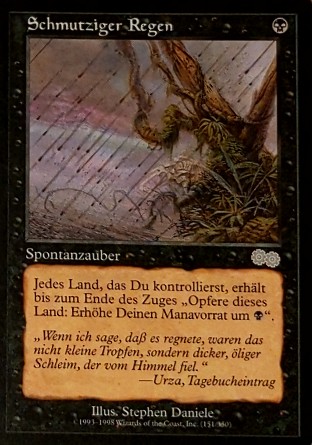 Schmutziger Regen
Spontanzauber
Jedes Land, das Du kontrollierst, erhält
bis zum Ende des Zuges „Opfere dieses
Land: Erhöhe Deinen Manavorrat um “.
„Wenn ich sage, daß es regnete, waren das
nicht kleine Tropfen, sondern dicker, öliger
Schleim, der vom Himmel fiel.“
—Urza, Tagebucheintrag
Illus. Stephen Daniele
©1993–1998 Wizards of the Coast, Inc. (151/350)